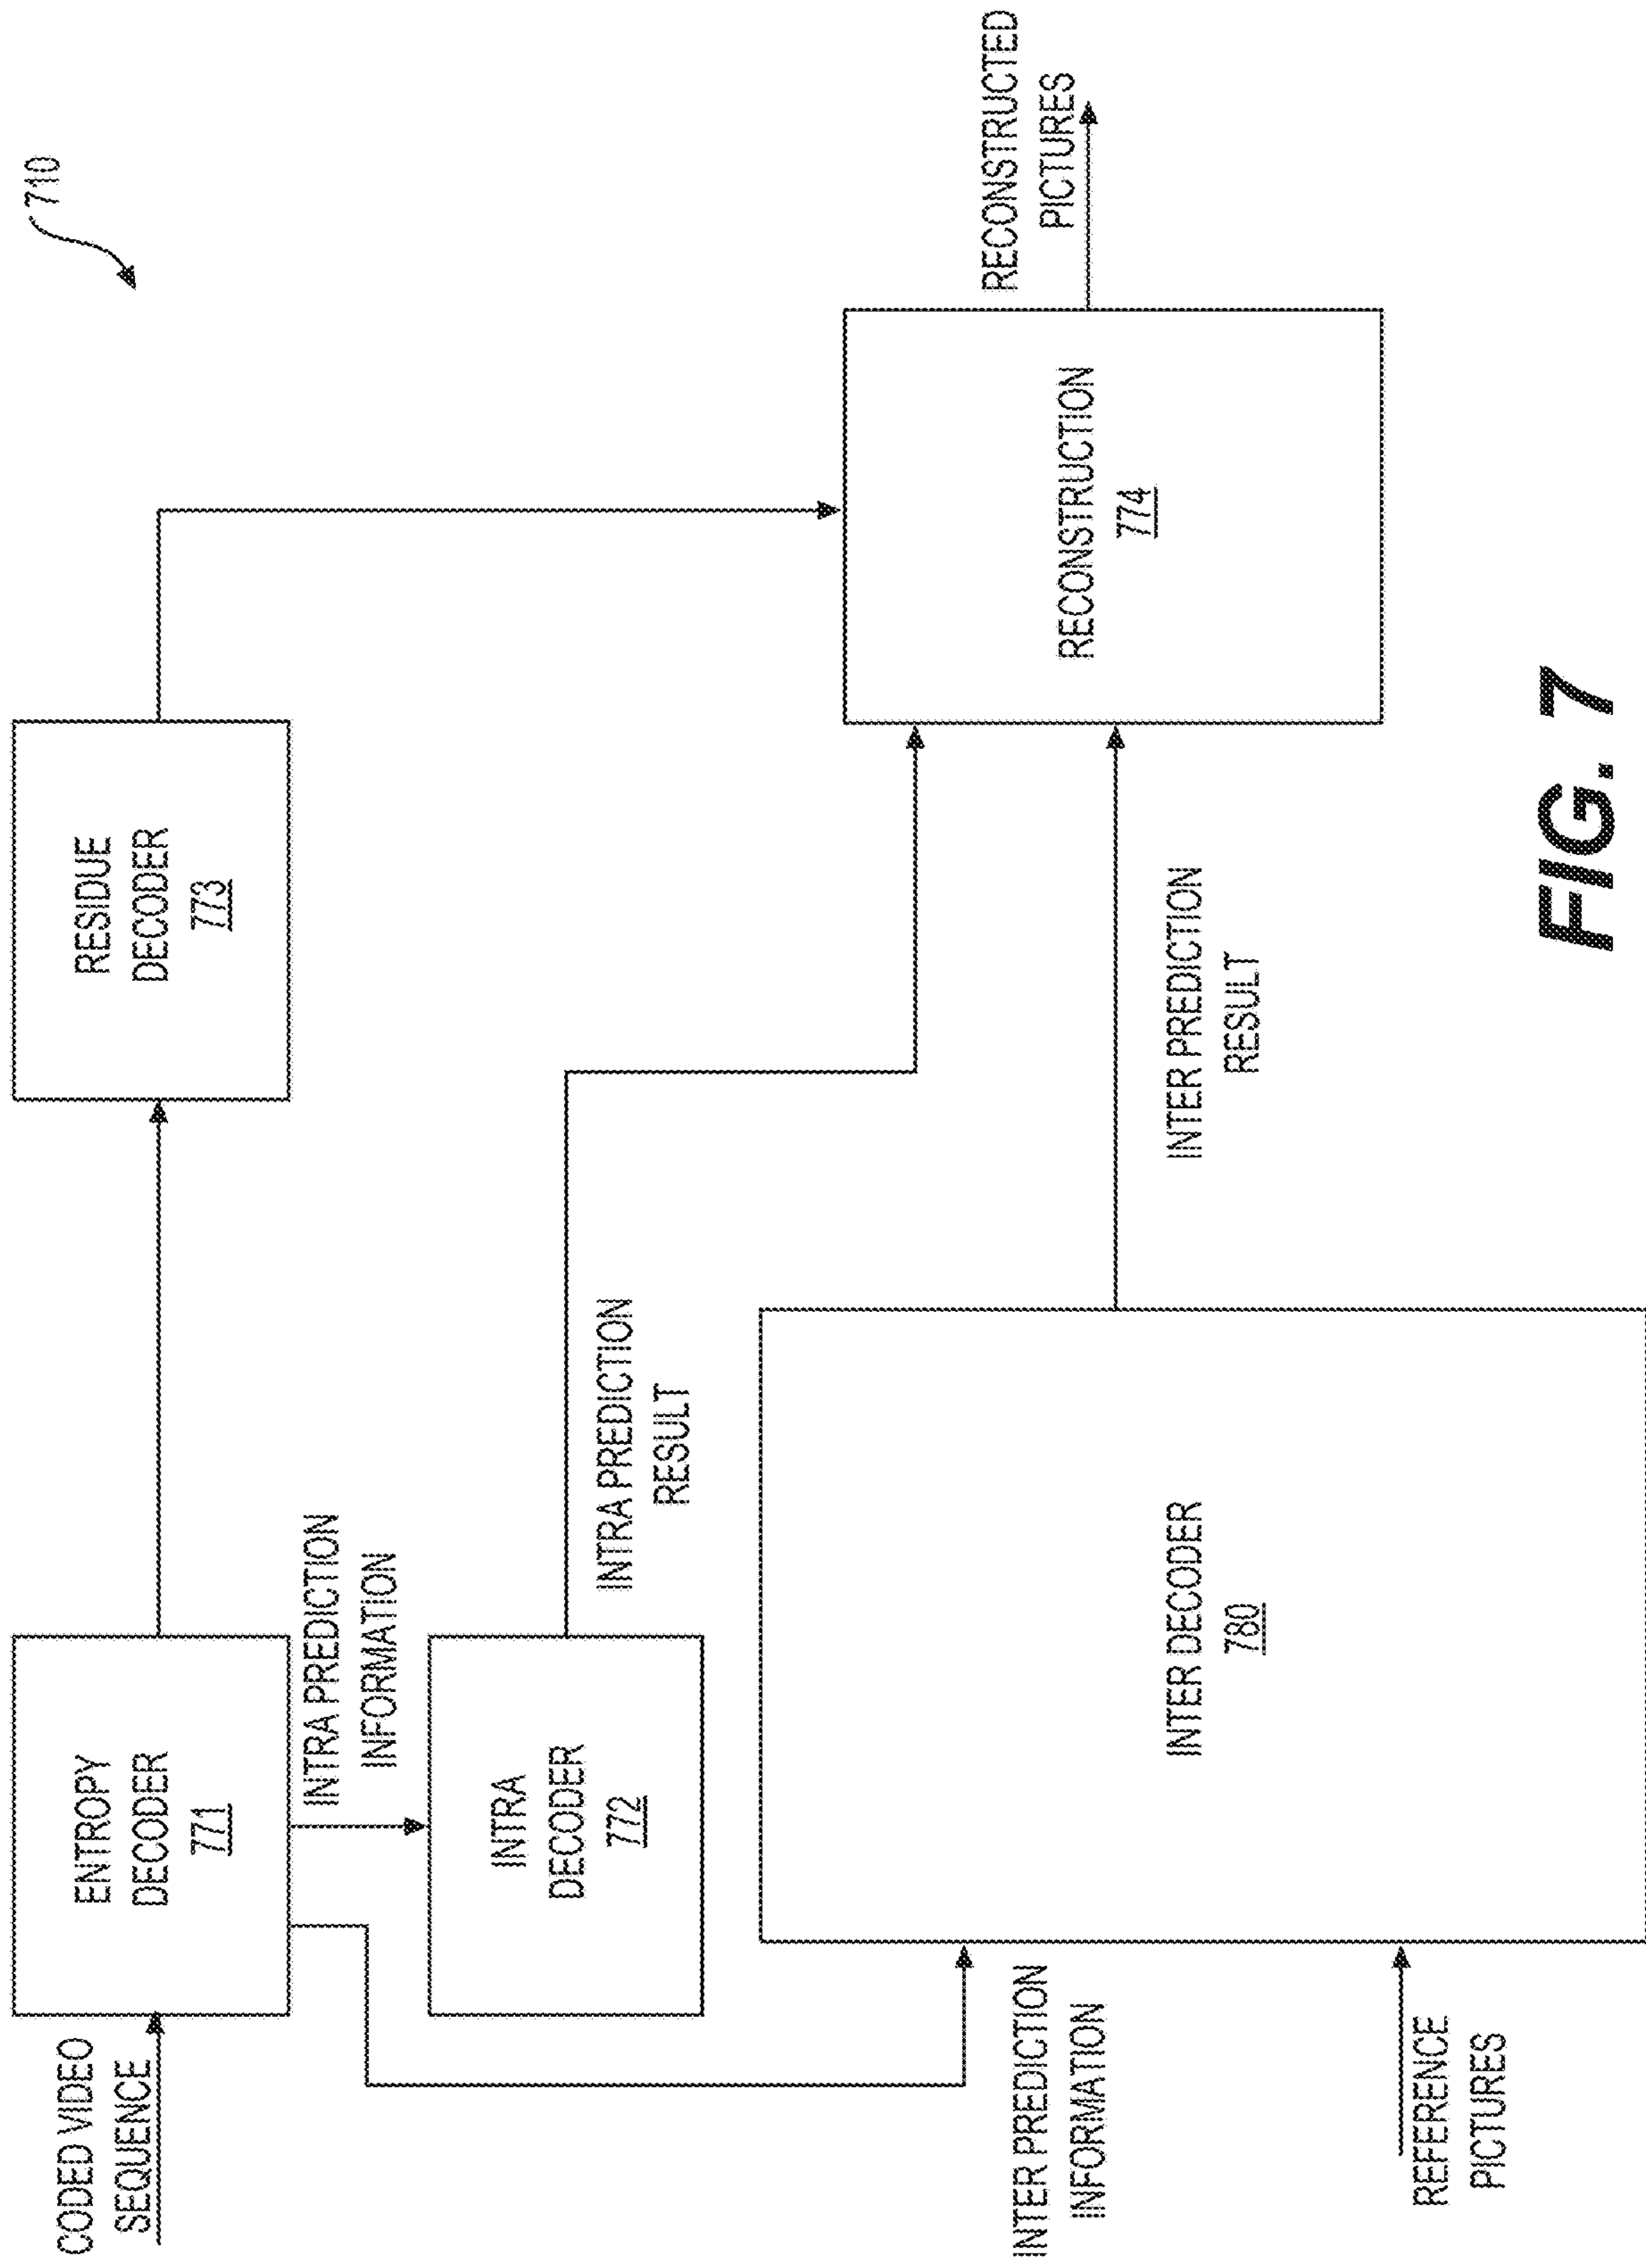 710
CODED VIDEO
SEQUENCE
ENTROPY
DECODER
771
RESIDUE
DECODER
773
INTRA PREDICTION
INFORMATION
INTRA
DECODER
772
INTRA PREDICTION
RESULT
RECONSTRUCTED
PICTURES
RECONSTRUCTION
774
INTER PREDICTION
INFORMATION
INTER DECODER
780
INTER PREDICTION
RESULT
REFERENCE
PICTURES
FIG. 7